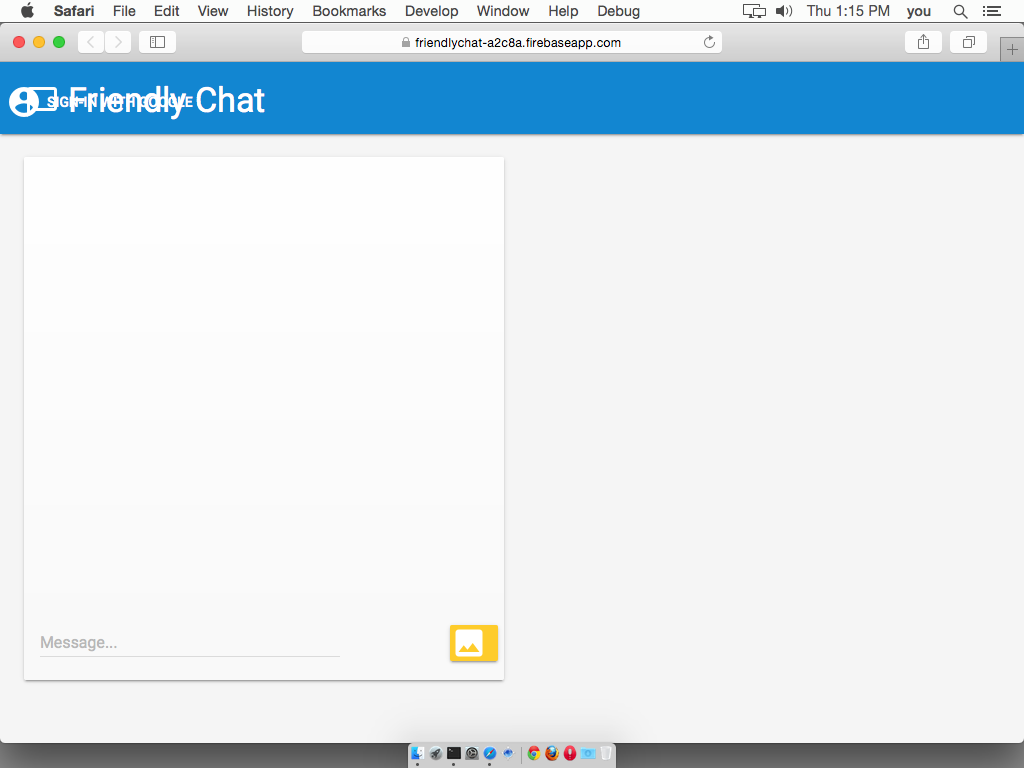 Safari File Edit View History Bookmarks Develop Window Help Debug Thu 1:15 PM you
friendlychat-a2c8a.firebaseapp.com
SIGN-IN WITH GOOGLE
Friendly Chat
Message...